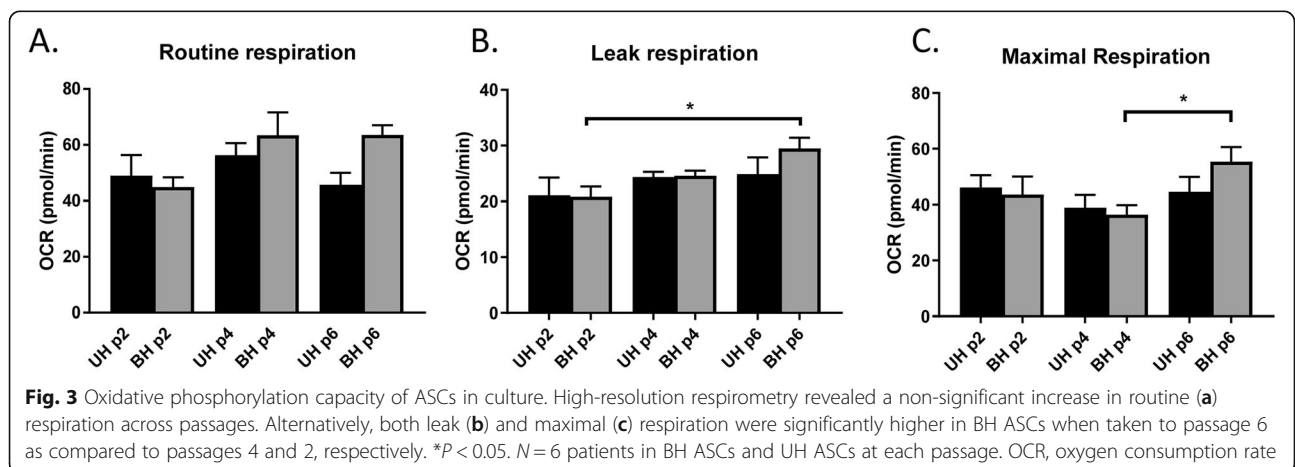 A.
Routine respiration
OCR (pmol/min)
80
60
40
20
0
UH p2
BH p2
UH p4
BH p4
UH p6
BH p6
B.
Leak respiration
OCR (pmol/min)
40
30
20
10
0
*
UH p2
BH p2
UH p4
BH p4
UH p6
BH p6
C.
Maximal Respiration
OCR (pmol/min)
80
60
40
20
0
*
UH p2
BH p2
UH p4
BH p4
UH p6
BH p6
Fig. 3 Oxidative phosphorylation capacity of ASCs in culture. High-resolution respirometry revealed a non-significant increase in routine (a)
respiration across passages. Alternatively, both leak (b) and maximal (c) respiration were significantly higher in BH ASCs when taken to passage 6
as compared to passages 4 and 2, respectively. *P < 0.05. N = 6 patients in BH ASCs and UH ASCs at each passage. OCR, oxygen consumption rate